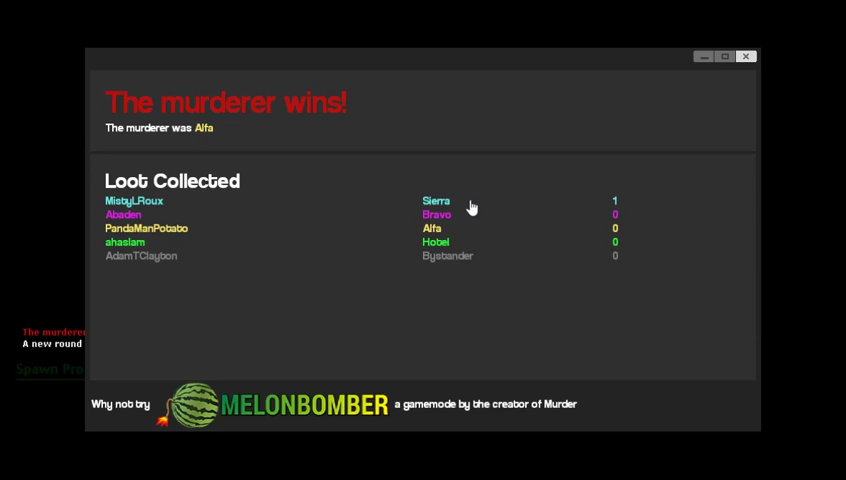 The murderer wins!
The murderer was Alfa
Loot Collected
MistyLRoux Sierra 1
Abaden Bravo 0
PandaManPotato Alfa 0
ahaslam Hotel 0
AdamTClayton Bystander 0
The murderer
A new round
Spawn Pro
Why not try MELONBOMBER a gamemode by the creator of Murder